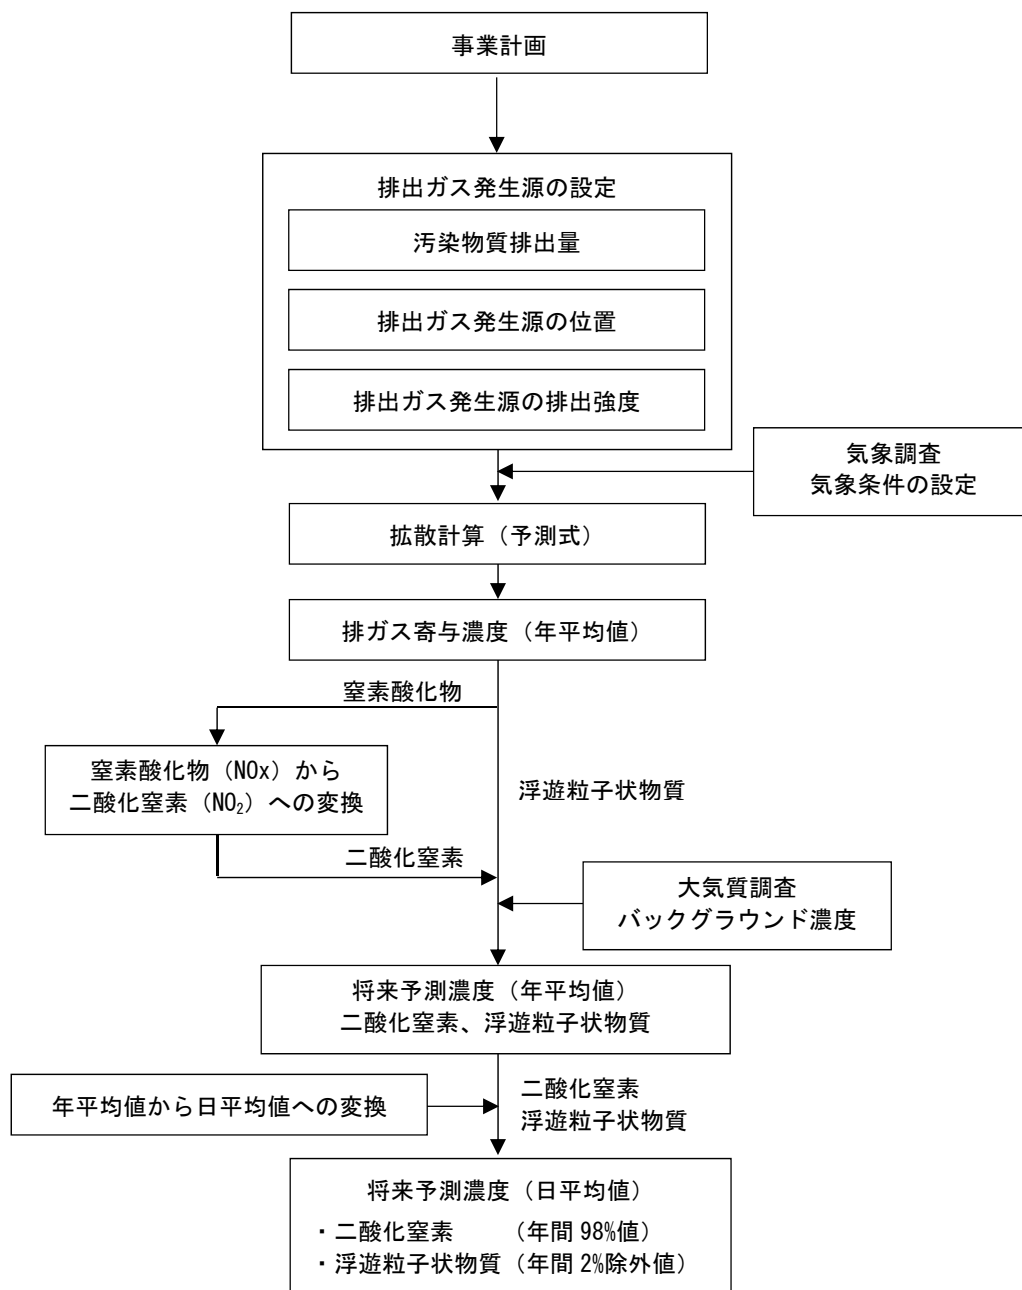 事業計画
排出ガス発生源の設定
汚染物質排出量
排出ガス発生源の位置
排出ガス発生源の排出強度
気象調査
気象条件の設定
拡散計算（予測式）
排ガス寄与濃度（年平均値）
窒素酸化物
窒素酸化物（NOx）から
二酸化窒素（NO₂）への変換
浮遊粒子状物質
二酸化窒素
大気質調査
バックグラウンド濃度
将来予測濃度（年平均値）
二酸化窒素、浮遊粒子状物質
年平均値から日平均値への変換
二酸化窒素
浮遊粒子状物質
将来予測濃度（日平均値）
・二酸化窒素　　（年間 98%値）
・浮遊粒子状物質（年間 2%除外値）